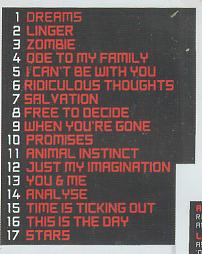 1 DREAMS
2 LINGER
3 ZOMBIE
4 ODE TO MY FAMILY
5 I CAN'T BE WITH YOU
6 RIDICULOUS THOUGHTS
7 SALVATION
8 FREE TO DECIDE
9 WHEN YOU'RE GONE
10 PROMISES
11 ANIMAL INSTINCT
12 JUST MY IMAGINATION
13 YOU & ME
14 ANALYSE
15 TIME IS TICKING OUT
16 THIS IS THE DAY
17 STARS